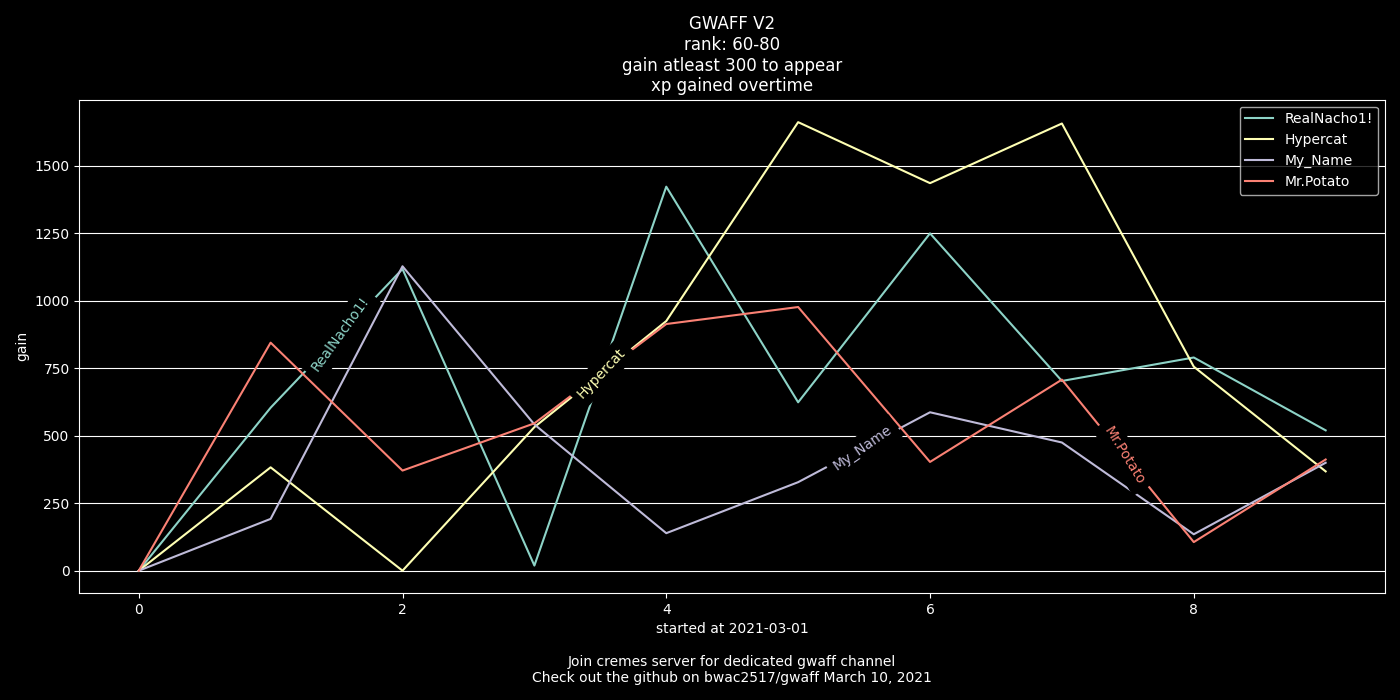 GWAFF V2
rank: 60-80
gain atleast 300 to appear
xp gained overtime
RealNacho1!
Hypercat
My_Name
Mr.Potato
1500
1250
1000
750
500
250
0
gain
RealNacho1!
Hypercat
My_Name
Mr.Potato
0
2
4
6
8
started at 2021-03-01
Join cremes server for dedicated gwaff channel
Check out the github on bwac2517/gwaff March 10, 2021